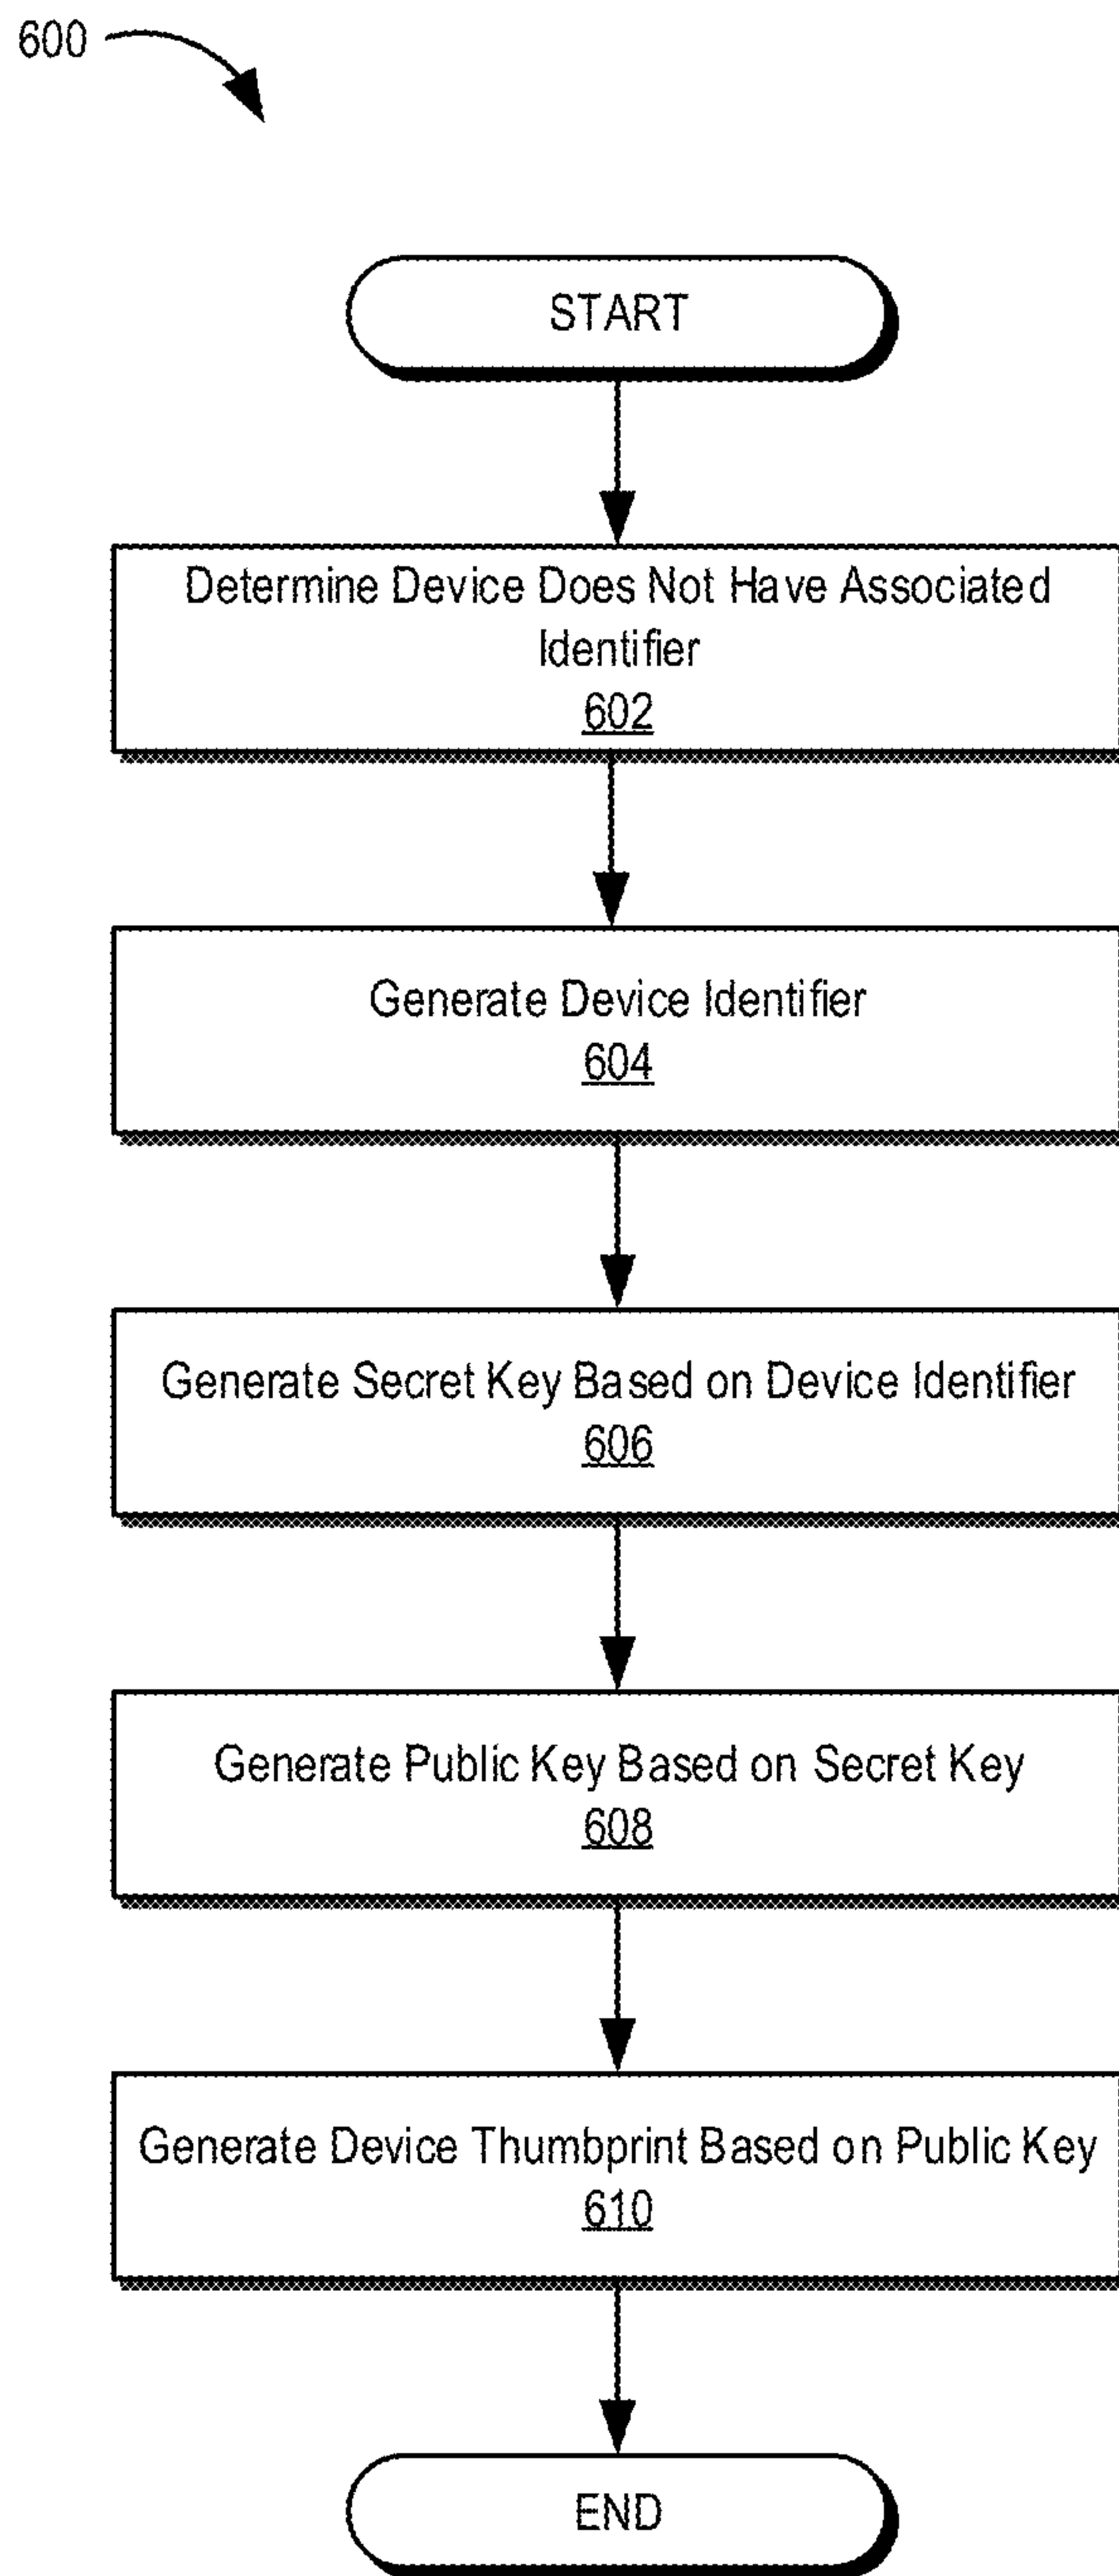 600
START
Determine Device Does Not Have Associated
Identifier
602
Generate Device Identifier
604
Generate Secret Key Based on Device Identifier
606
Generate Public Key Based on Secret Key
608
Generate Device Thumbprint Based on Public Key
610
END